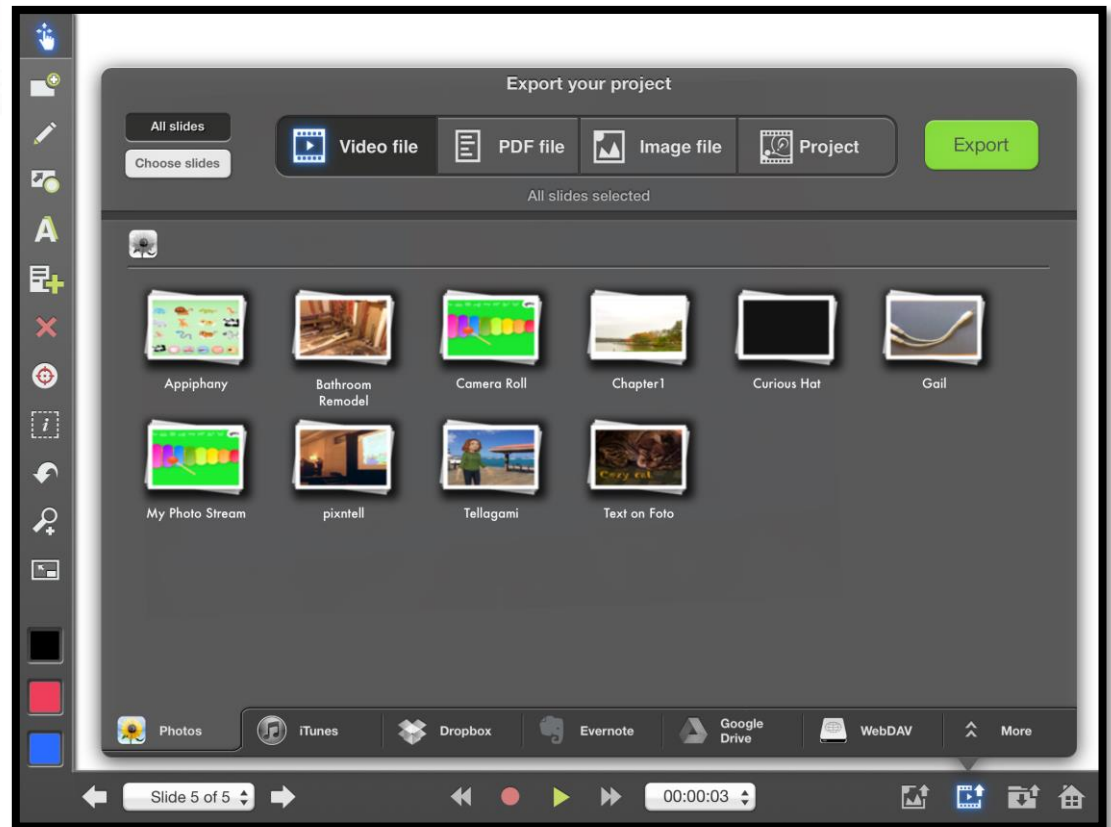 Export your project
All slides
Choose slides
Video file
PDF file
Image file
Project
Export
All slides selected
A
i
Appiphany
Bathroom
Remodel
Camera Roll
Chapter1
Curious Hat
Gail
My Photo Stream
pixntell
Tellagami
Text on Foto
Cozy cat
Photos
iTunes
Dropbox
Evernote
Google
Drive
WebDAV
More
Slide 5 of 5
00:00:03